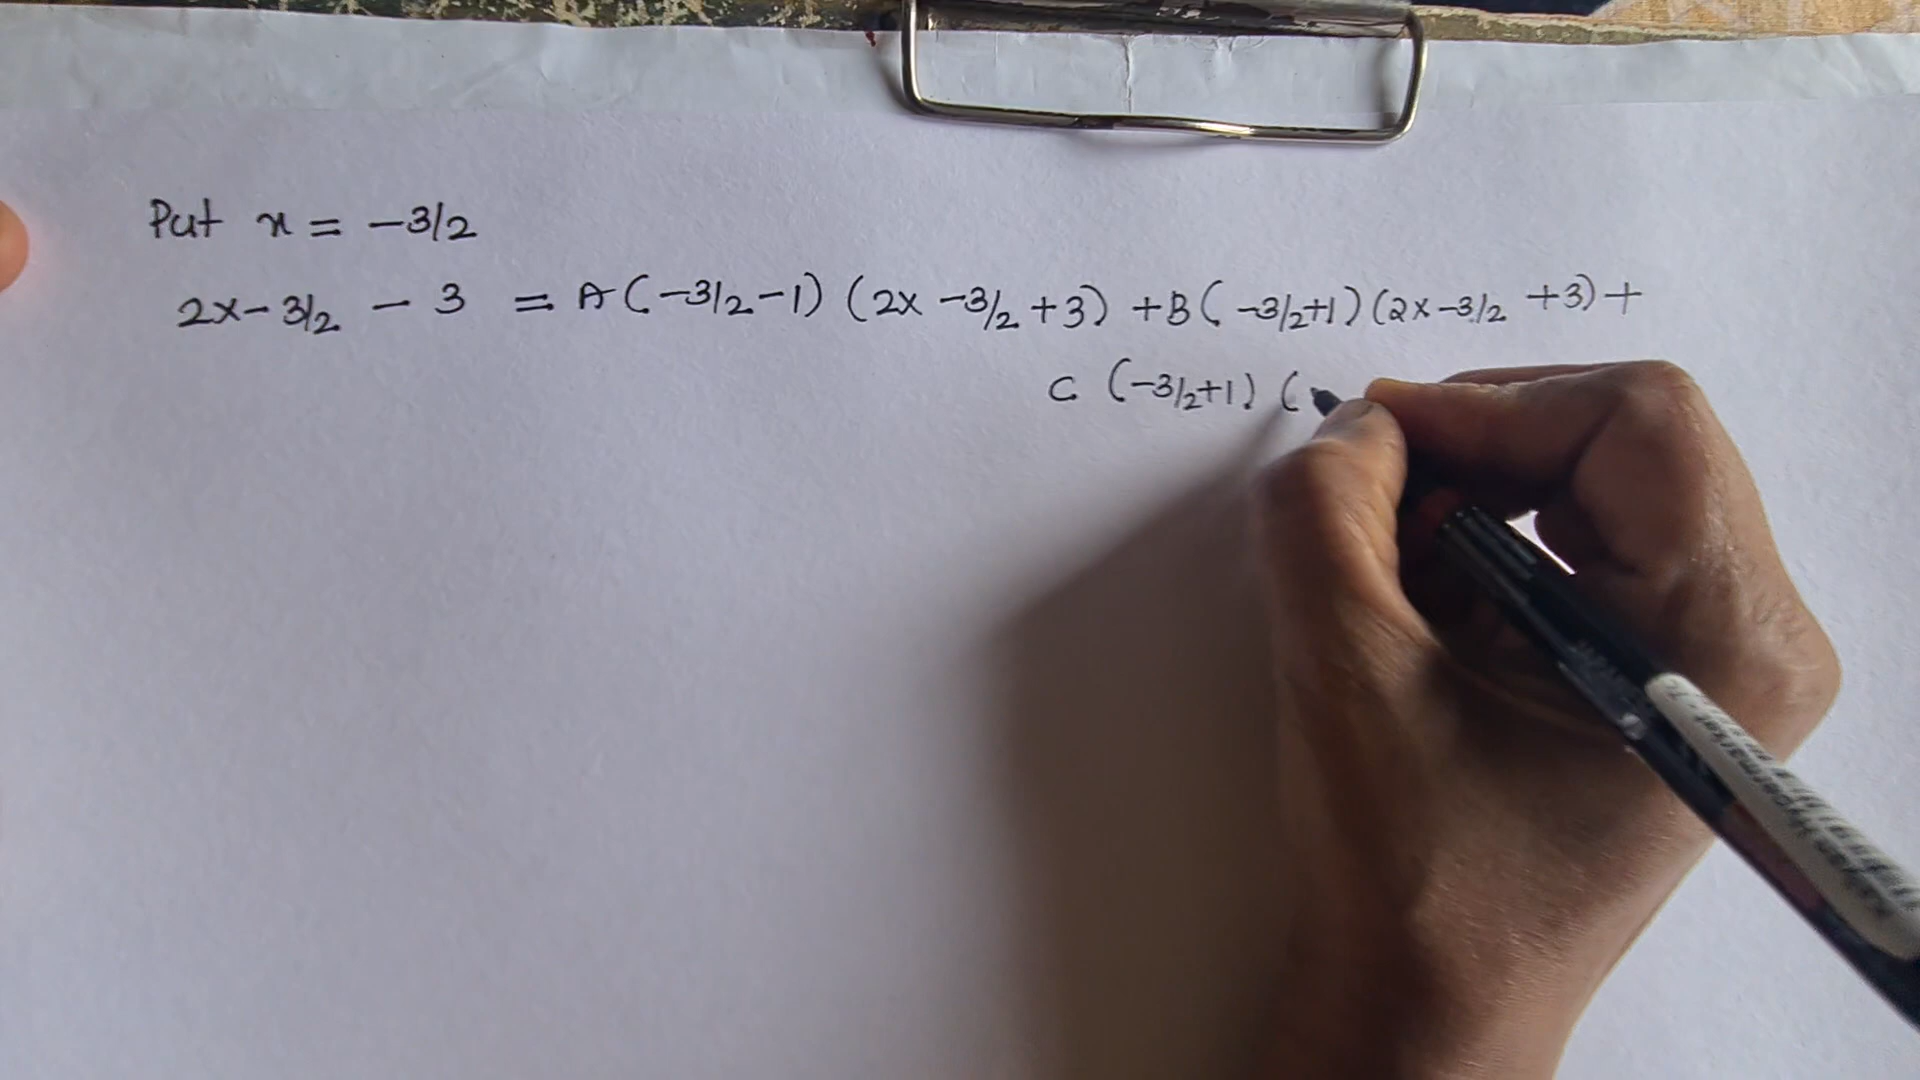 Put x = -3/2
2x-3/2 - 3 = A(-3/2-1) (2x -3/2 +3) +B( -3/2+1) (2x-3/2 +3) +
C (-3/2+1) (